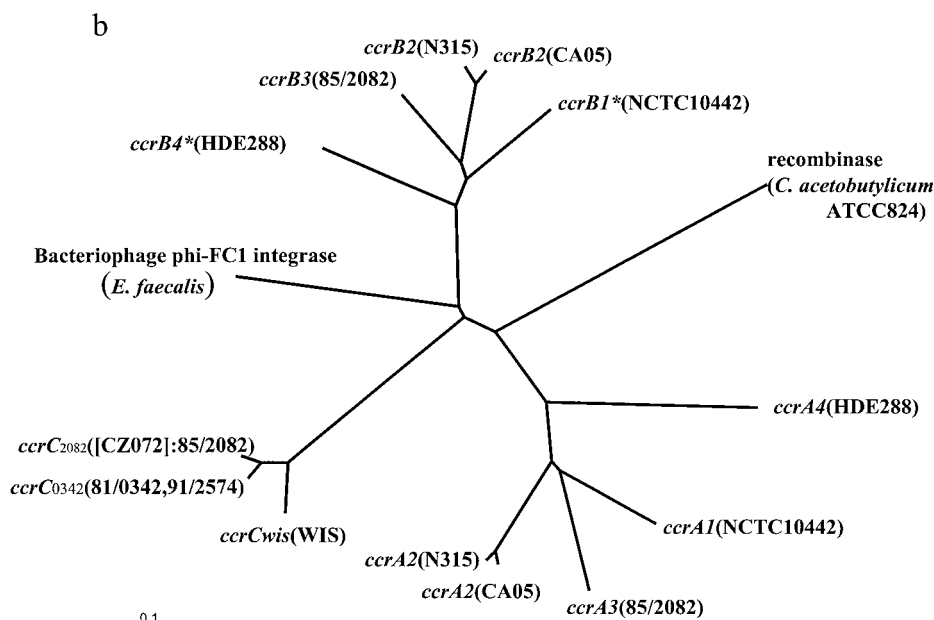 b
ccrB2(N315)
ccrB2(CA05)
ccrB3(85/2082)
ccrB1*(NCTC10442)
ccrB4*(HDE288)
recombinase
(C. acetobutylicum
ATCC824)
Bacteriophage phi-FC1 integrase
(E. faecalis)
ccrA4(HDE288)
ccrC2082([CZ072]:85/2082)
ccrC0342(81/0342,91/2574)
ccrCwis(WIS)
ccrA1(NCTC10442)
ccrA2(N315)
ccrA2(CA05)
ccrA3(85/2082)
0.1